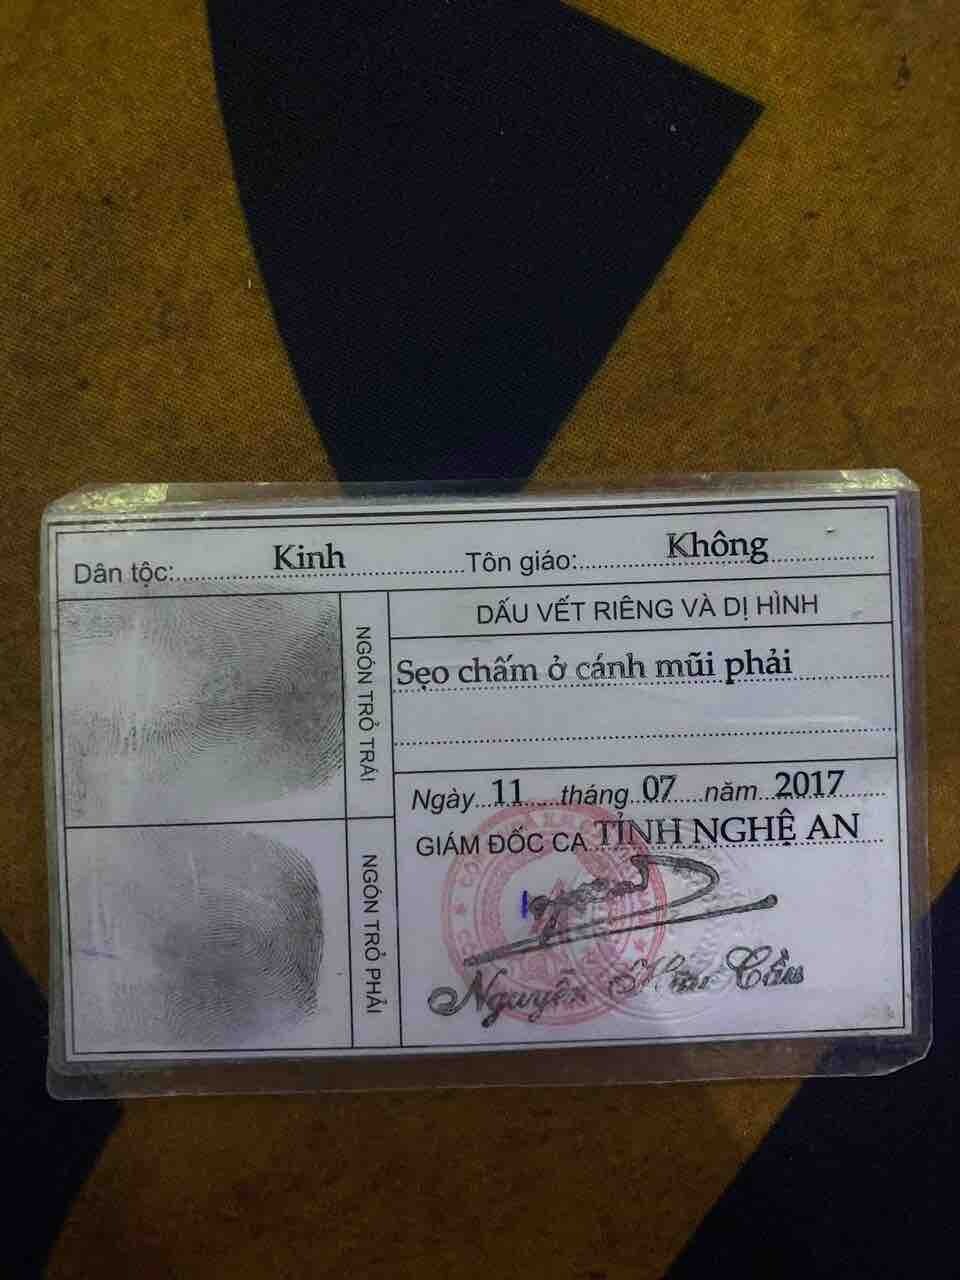 Dân tộc: Kinh Tôn giáo: Không
DẤU VẾT RIÊNG VÀ DỊ HÌNH
NGÓN TRỎ TRÁI
Sẹo chấm ở cánh mũi phải
Ngày 11 tháng 07 năm 2017
GIÁM ĐỐC CA TỈNH NGHỆ AN
NGÓN TRỎ PHẢI
Nguyễn Hữu Cầu